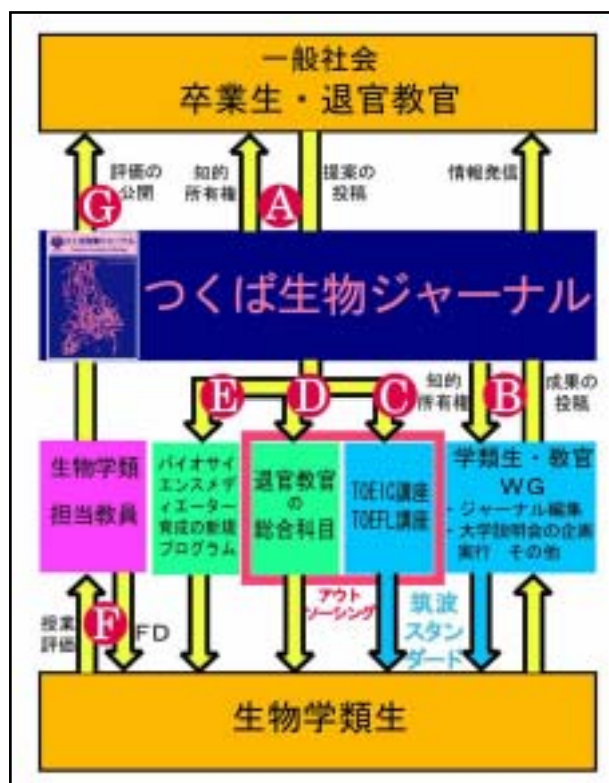 一般社会
卒業生・退官教官
評価の
公開
知的
所有権
提案の
投稿
情報発信
G
A
つくば生物ジャーナル
E
D
C
知的
所有権
B
成果の
投稿
生物学類
担当教員
バイオサイ
エンスメデ
ィエーター
育成の新規
プログラム
退官教官
の
総合科目
TOEIC講座
TOEFL講座
学類生・教官
WG
- ジャーナル編集
- 大学説明会の企画
実行 その他
授業
評価
F
FD
アウト
ソーシング
筑波
スタン
ダード
生物学類生